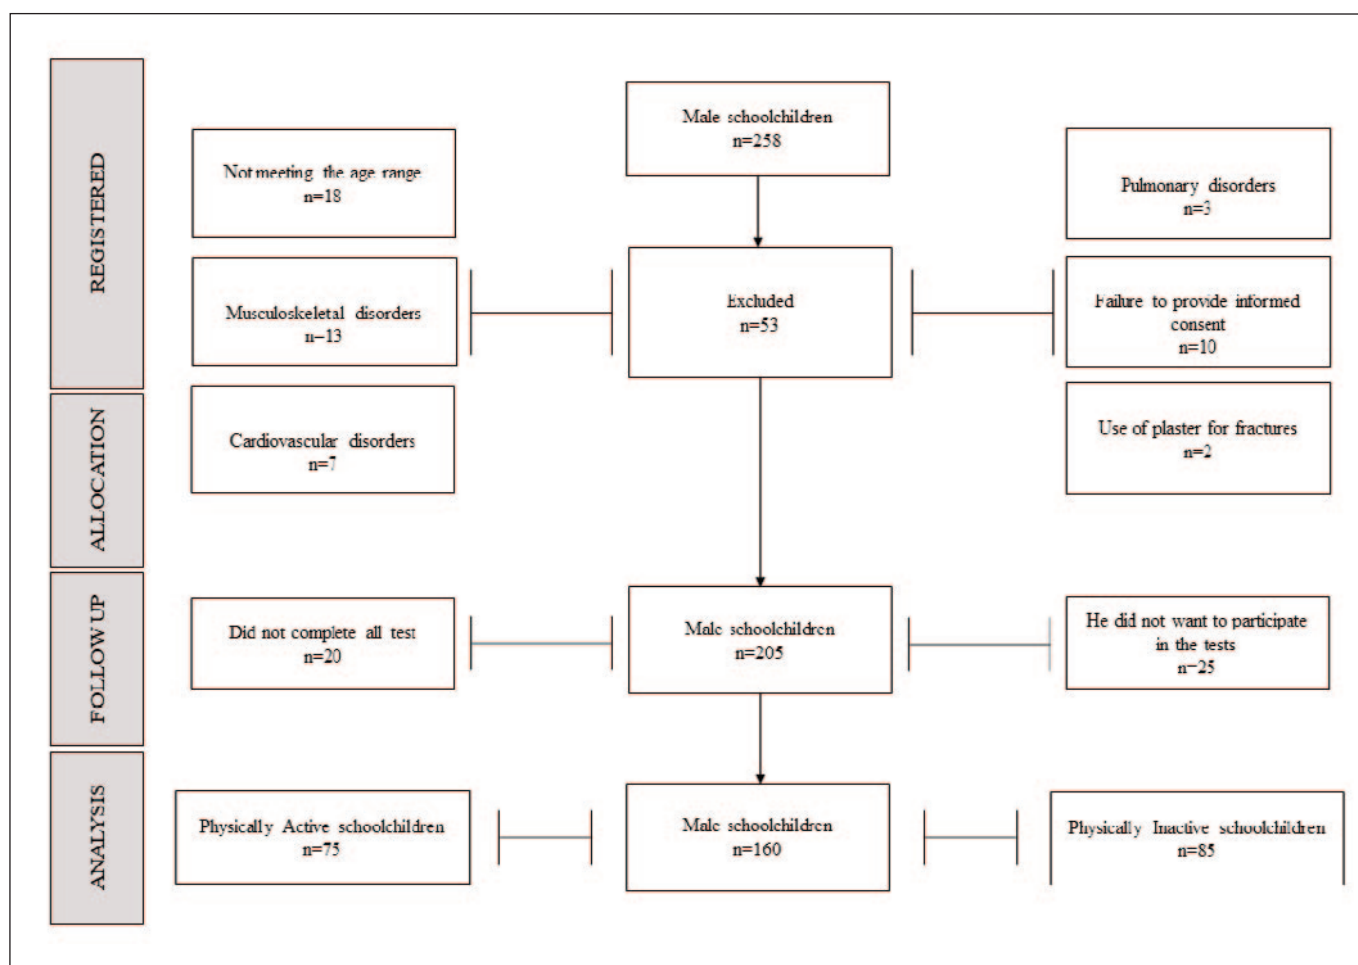 REGISTERED
Male schoolchildren
n=258
Not meeting the age range
n=18
Pulmonary disorders
n=3
Musculoskeletal disorders
n=13
Excluded
n=53
Failure to provide informed
consent
n=10
ALLOCATION
Cardiovascular disorders
n=7
Use of plaster for fractures
n=2
FOLLOW UP
Did not complete all test
n=20
Male schoolchildren
n=205
He did not want to participate
in the tests
n=25
ANALYSIS
Physically Active schoolchildren
n=75
Male schoolchildren
n=160
Physically Inactive schoolchildren
n=85